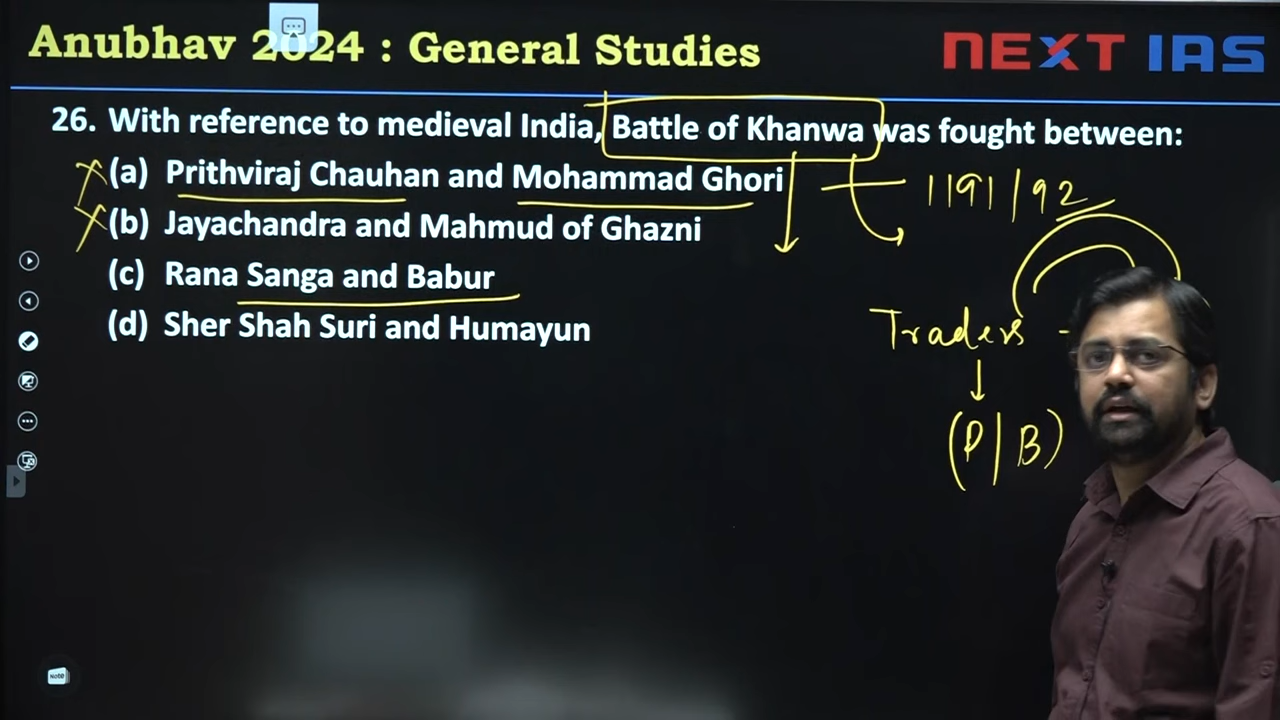 Anubhav 2024 : General Studies
NEXT IAS
26. With reference to medieval India, Battle of Khanwa was fought between:
(a) Prithviraj Chauhan and Mohammad Ghori
1191/92
(b) Jayachandra and Mahmud of Ghazni
(c) Rana Sanga and Babur
(d) Sher Shah Suri and Humayun
Traders
(P|B)
Note